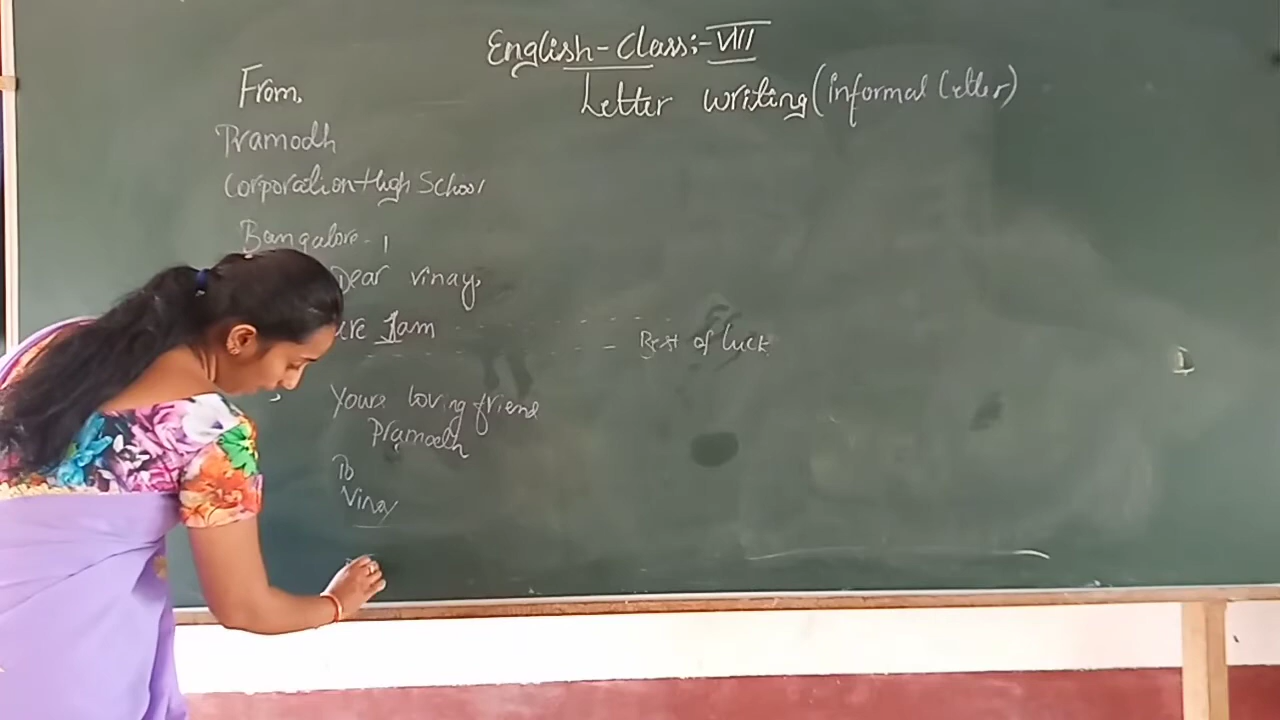 English-Class:-VIII
Letter writing (informal Letter)
From,
Pramodh
Corporation High School
Bangalore-1
Dear vinay,
I am
Best of luck
Yours loving friend
Pramodh
To
Vinay